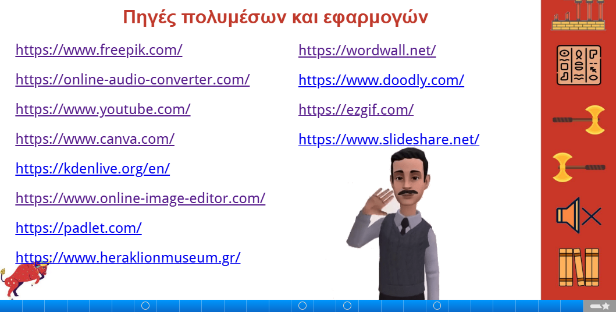 Πηγές πολυμέσων και εφαρμογών
https://www.freepik.com/
https://online-audio-converter.com/
https://www.youtube.com/
https://www.canva.com/
https://kdenlive.org/en/
https://www.online-image-editor.com/
https://padlet.com/
https://www.heraklionmuseum.gr/
https://wordwall.net/
https://www.doodly.com/
https://ezgif.com/
https://www.slideshare.net/